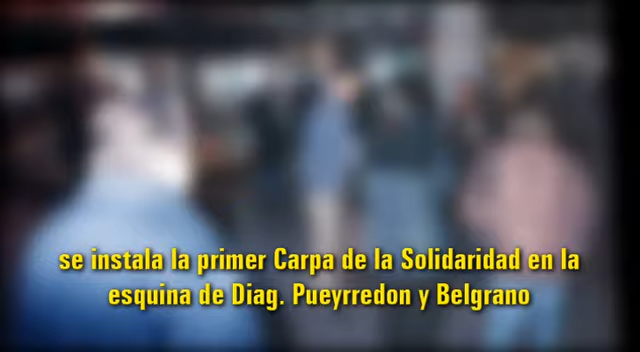 se instala la primer Carpa de la Solidaridad en la
esquina de Diag. Pueyrredon y Belgrano